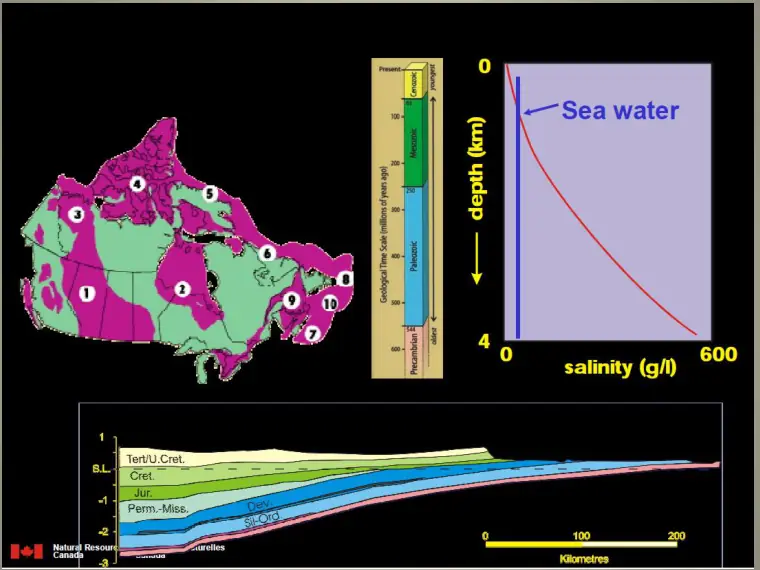 4
5
3
6
8
1
2
9
10
7
Geological Time Scale (millions of years ago)
Present
100
200
300
400
500
600
Cenozoic
65
Mesozoic
250
Paleozoic
544
Precambrian
youngest
oldest
0
depth (km)
4
Sea water
0
600
salinity (g/l)
1
S.L.
-1
-2
-3
Tert/U.Cret.
Cret.
Jur.
Perm.-Miss.
Dev.
Sil-Ord
0
100
200
Kilometres
Natural Resour
Canada